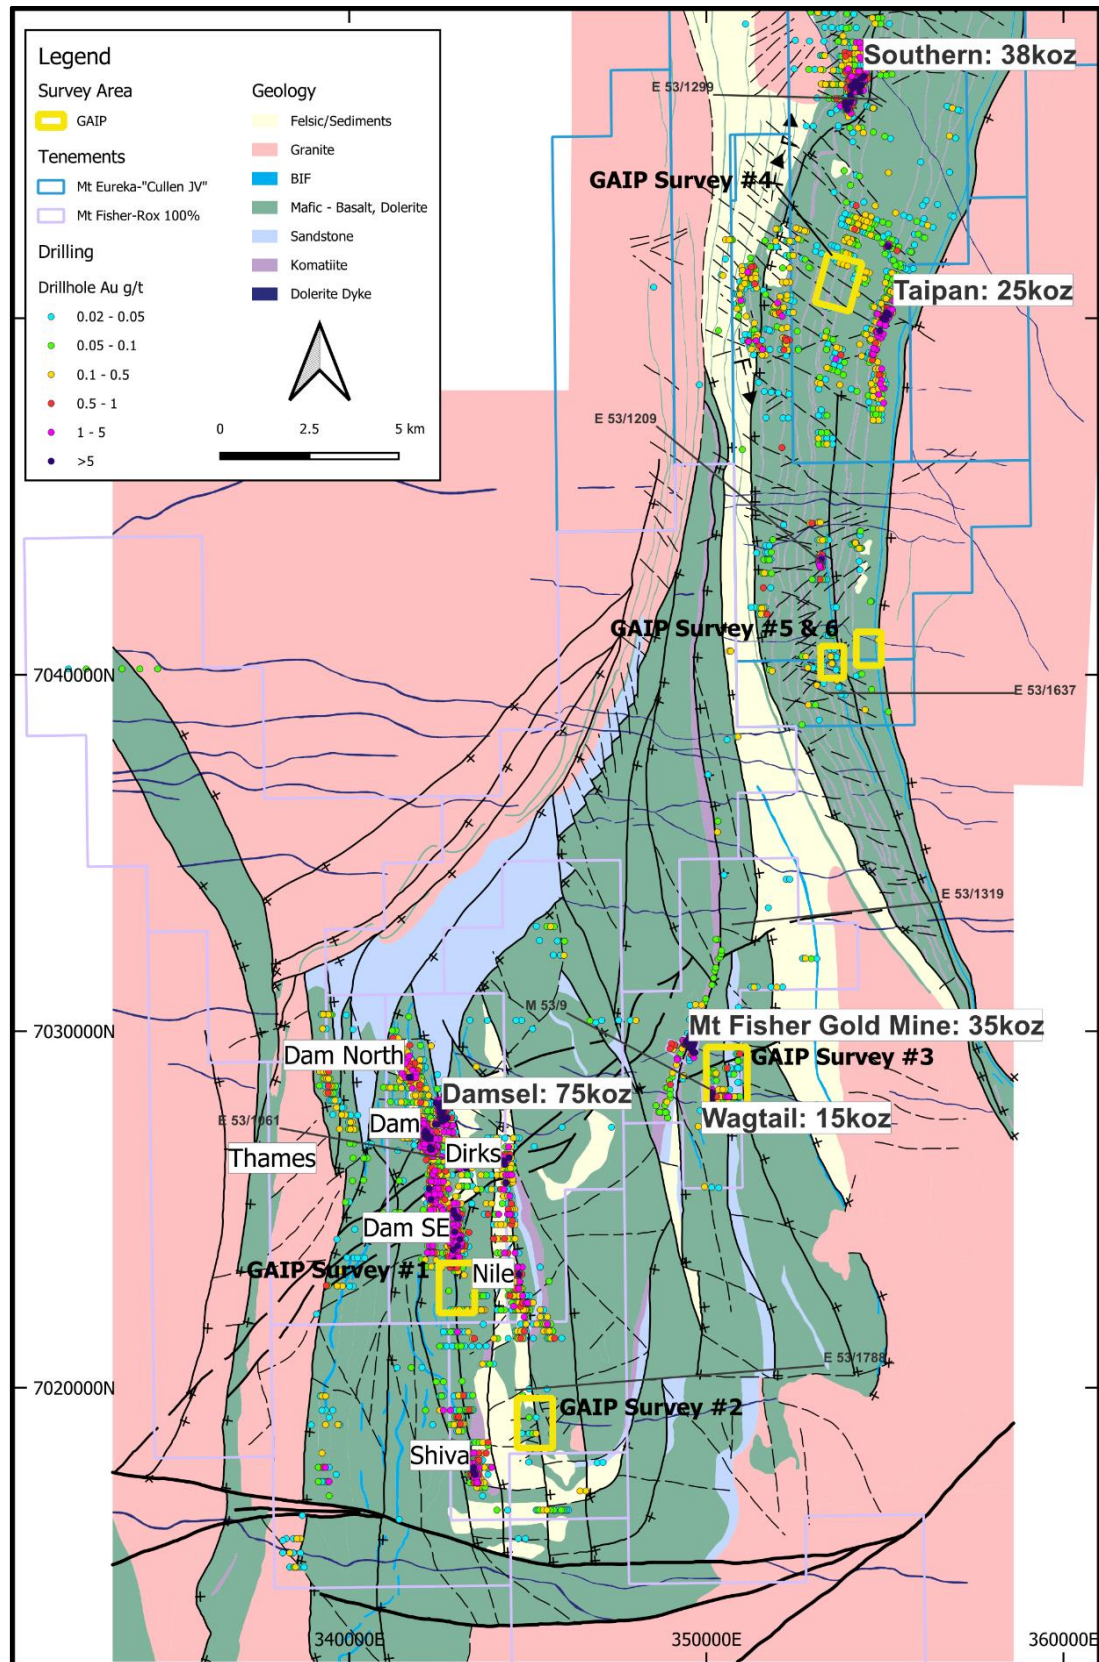 Legend
Survey Area
GAIP
Tenements
Mt Eureka-"Cullen JV"
Mt Fisher-Rox 100%
Drilling
Drillhole Au g/t
0.02 - 0.05
0.05 - 0.1
0.1 - 0.5
0.5 - 1
1 - 5
>5
Geology
Felsic/Sediments
Granite
BIF
Mafic - Basalt, Dolerite
Sandstone
Komatiite
Dolerite Dyke
0 2.5 5 km
Southern: 38koz
E 53/1299
GAIP Survey #4
Taipan: 25koz
E 53/1209
GAIP Survey #5 & 6
7040000N
E 53/1637
E 53/1319
M 53/9
7030000N
Mt Fisher Gold Mine: 35koz
Dam North
GAIP Survey #3
Damsel: 75koz
Wagtail: 15koz
E 53/1061
Dam
Thames
Dirks
Dam SE
GAIP Survey #1
Nile
E 53/1788
7020000N
GAIP Survey #2
Shiva
340000E
350000E
360000E